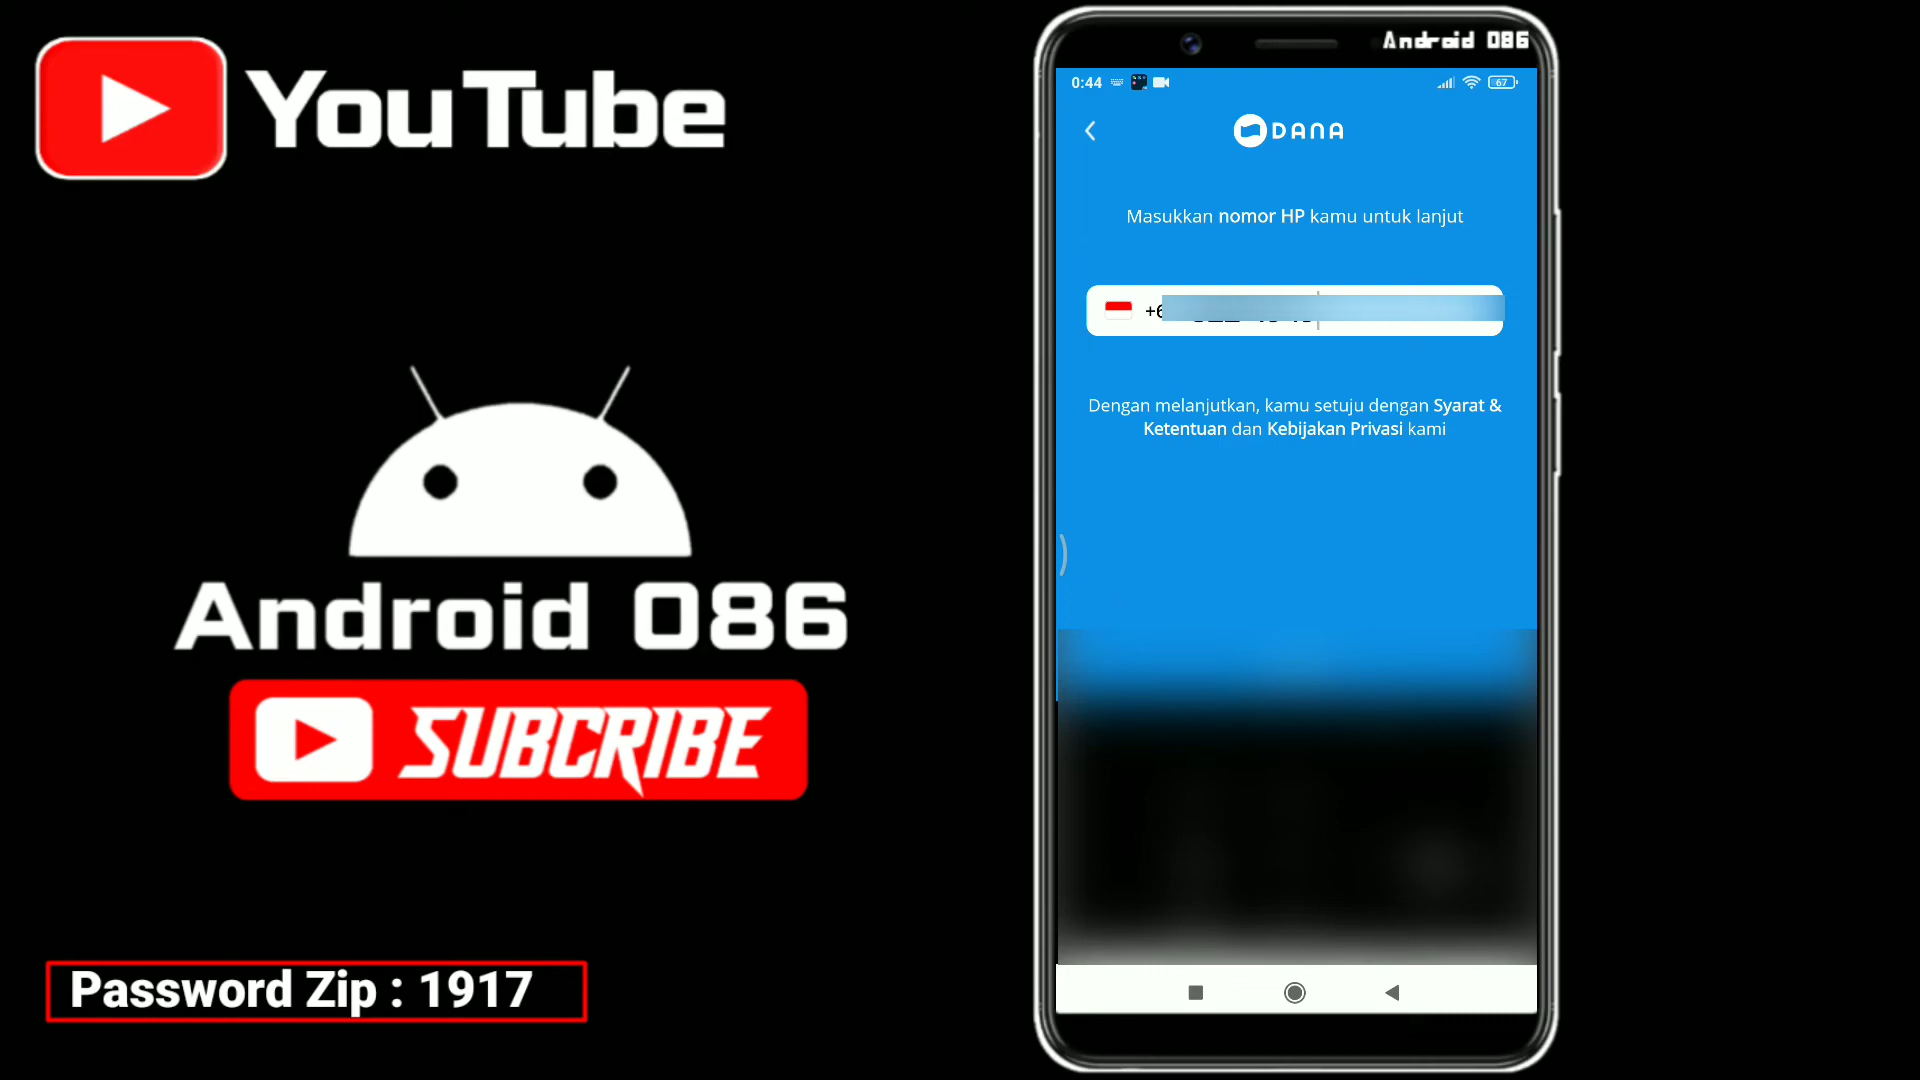 YouTube
Android 086
SUBCRIBE
Password Zip : 1917
Android 086
0:44
67
DANA
Masukkan nomor HP kamu untuk lanjut
Dengan melanjutkan, kamu setuju dengan Syarat &
Ketentuan dan Kebijakan Privasi kami